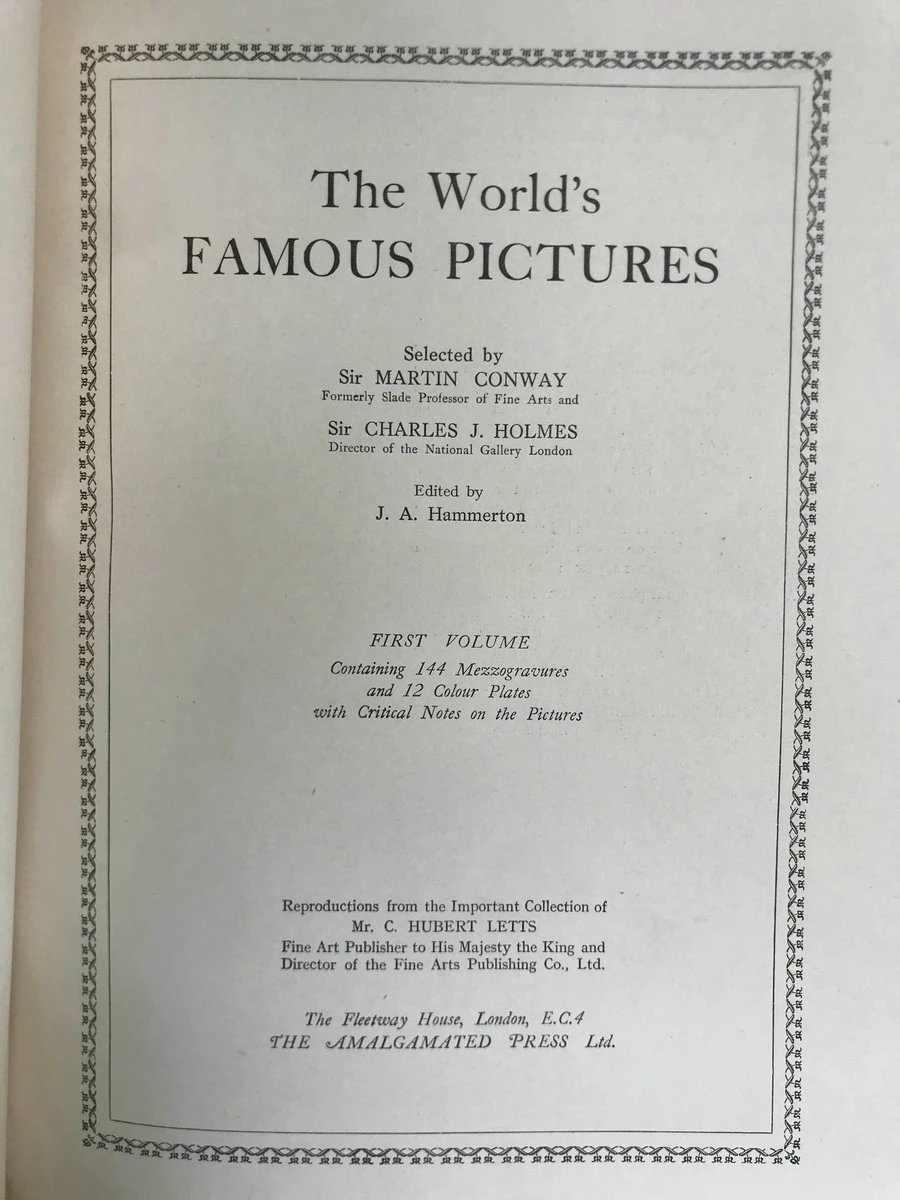 The World's
FAMOUS PICTURES
Selected by
Sir MARTIN CONWAY
Formerly Slade Professor of Fine Arts and
Sir CHARLES J. HOLMES
Director of the National Gallery London
Edited by
J. A. Hammerton
FIRST VOLUME
Containing 144 Mezzogravures
and 12 Colour Plates
with Critical Notes on the Pictures
Reproductions from the Important Collection of
Mr. C. HUBERT LETTS
Fine Art Publisher to His Majesty the King and
Director of the Fine Arts Publishing Co., Ltd.
The Fleetway House, London, E.C.4
THE AMALGAMATED PRESS Ltd.